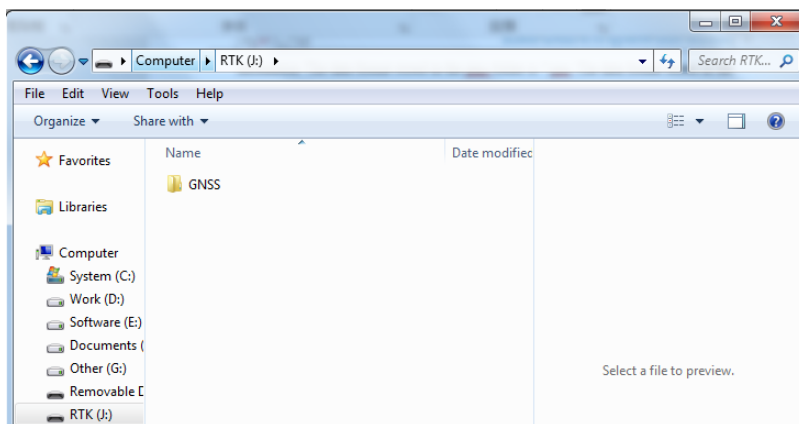 Computer RTK (J:) Search RTK...
File Edit View Tools Help
Organize Share with
Name Date modified
Favorites
GNSS
Libraries
Computer
System (C:)
Work (D:)
Software (E:)
Documents (
Other (G:)
Select a file to preview.
Removable D
RTK (J:)